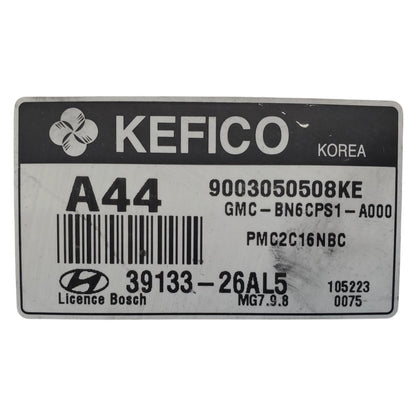 KEFICO KOREA
A44 9003050508KE
GMC-BN6CPS1-A000
PMC2C16NBC
39133-26AL5 105223
Licence Bosch MG7.9.8 0075